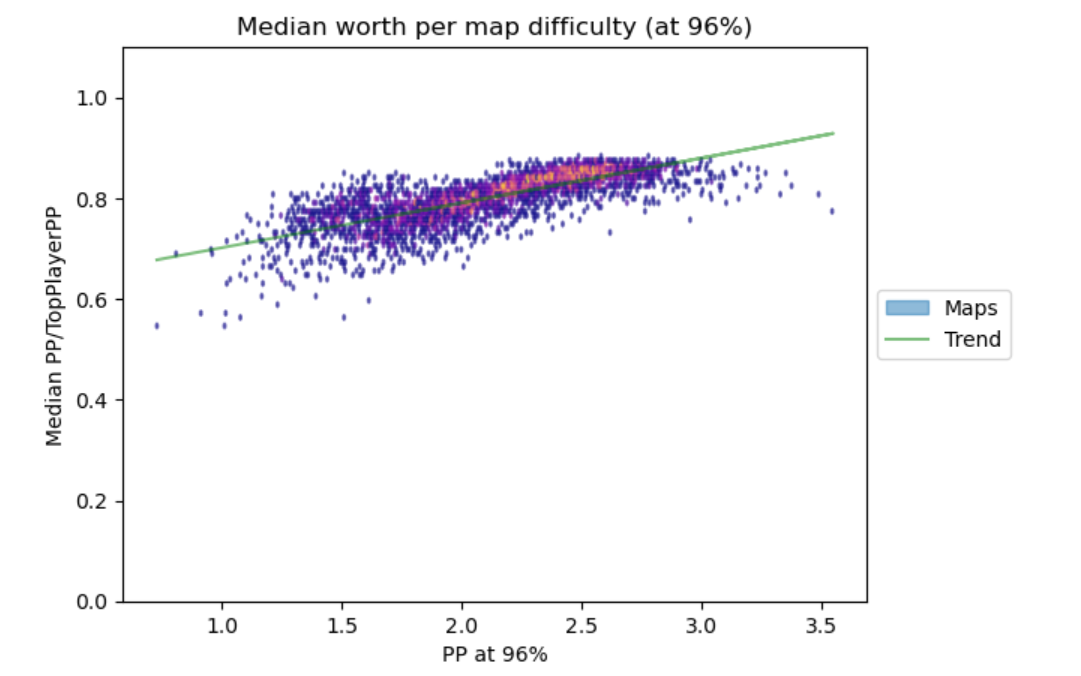 Median worth per map difficulty (at 96%)
1.0
0.8
0.6
0.4
0.2
0.0
Median PP/TopPlayerPP
1.0 1.5 2.0 2.5 3.0 3.5
PP at 96%
Maps
Trend